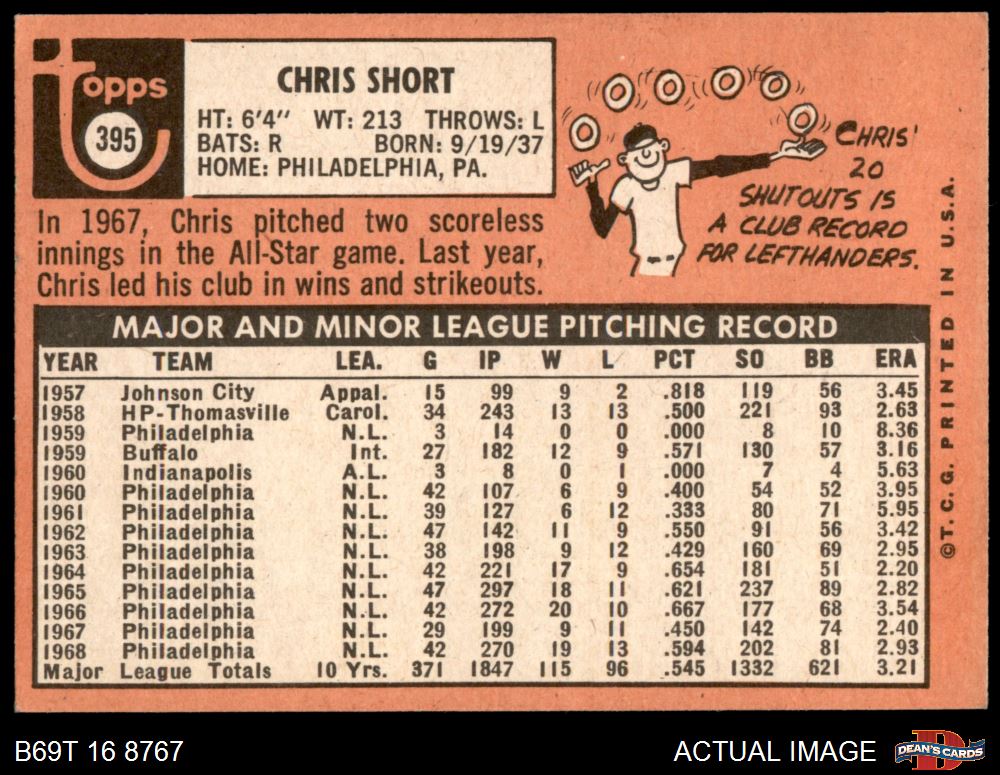 topps
395
CHRIS SHORT
HT: 6'4" WT: 213 THROWS: L
BATS: R BORN: 9/19/37
HOME: PHILADELPHIA, PA.
In 1967, Chris pitched two scoreless
innings in the All-Star game. Last year,
Chris led his club in wins and strikeouts.
CHRIS'
20
SHUTOUTS IS
A CLUB RECORD
FOR LEFTHANDERS.
MAJOR AND MINOR LEAGUE PITCHING RECORD
YEAR TEAM LEA. G IP W L PCT SO BB ERA
1957 Johnson City Appal. 15 99 9 2 .818 119 56 3.45
1958 HP-Thomasville Carol. 34 243 13 13 .500 221 93 2.63
1959 Philadelphia N.L. 3 14 0 0 .000 8 10 8.36
1959 Buffalo Int. 27 182 12 9 .571 130 57 3.16
1960 Indianapolis A.L. 3 8 0 1 .000 7 4 5.63
1960 Philadelphia N.L. 42 107 6 9 .400 54 52 3.95
1961 Philadelphia N.L. 39 127 6 12 .333 80 71 5.95
1962 Philadelphia N.L. 47 142 11 9 .550 91 56 3.42
1963 Philadelphia N.L. 38 198 9 12 .429 160 69 2.95
1964 Philadelphia N.L. 42 221 17 9 .654 181 51 2.20
1965 Philadelphia N.L. 47 297 18 11 .621 237 89 2.82
1966 Philadelphia N.L. 42 272 20 10 .667 177 68 3.54
1967 Philadelphia N.L. 29 199 9 11 .450 142 74 2.40
1968 Philadelphia N.L. 42 270 19 13 .594 202 81 2.93
Major League Totals 10 Yrs. 371 1847 115 96 .545 1332 621 3.21
©T. C. G. PRINTED IN U.S.A.
B69T 16 8767
ACTUAL IMAGE
D
DEAN'S CARDS